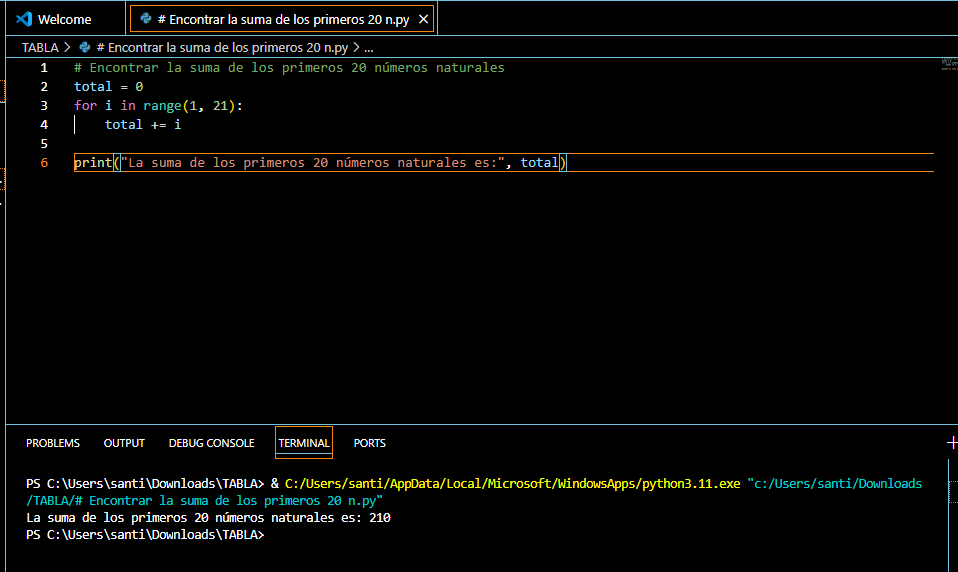 Welcome
# Encontrar la suma de los primeros 20 n.py
TABLA > # Encontrar la suma de los primeros 20 n.py > ...
1 # Encontrar la suma de los primeros 20 números naturales
2 total = 0
3 for i in range(1, 21):
4     total += i
5
6 print("La suma de los primeros 20 números naturales es:", total)
PROBLEMS OUTPUT DEBUG CONSOLE TERMINAL PORTS
PS C:\Users\santi\Downloads\TABLA> & C:/Users/santi/AppData/Local/Microsoft/WindowsApps/python3.11.exe "c:/Users/santi/Downloads
/TABLA/# Encontrar la suma de los primeros 20 n.py"
La suma de los primeros 20 números naturales es: 210
PS C:\Users\santi\Downloads\TABLA>